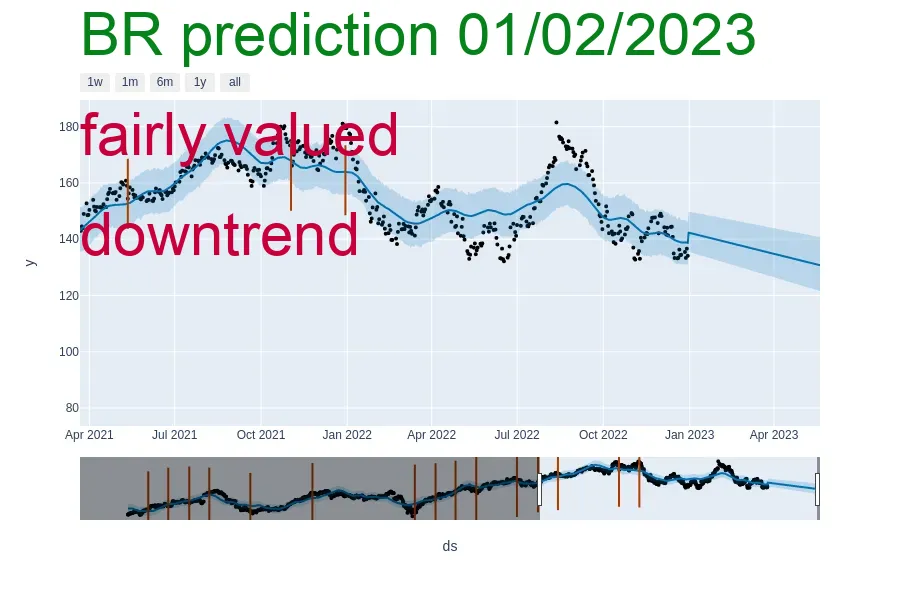 BR prediction 01/02/2023
1w 1m 6m 1y all
fairly valued
downtrend
180
160
140
120
100
80
y
Apr 2021 Jul 2021 Oct 2021 Jan 2022 Apr 2022 Jul 2022 Oct 2022 Jan 2023 Apr 2023
ds